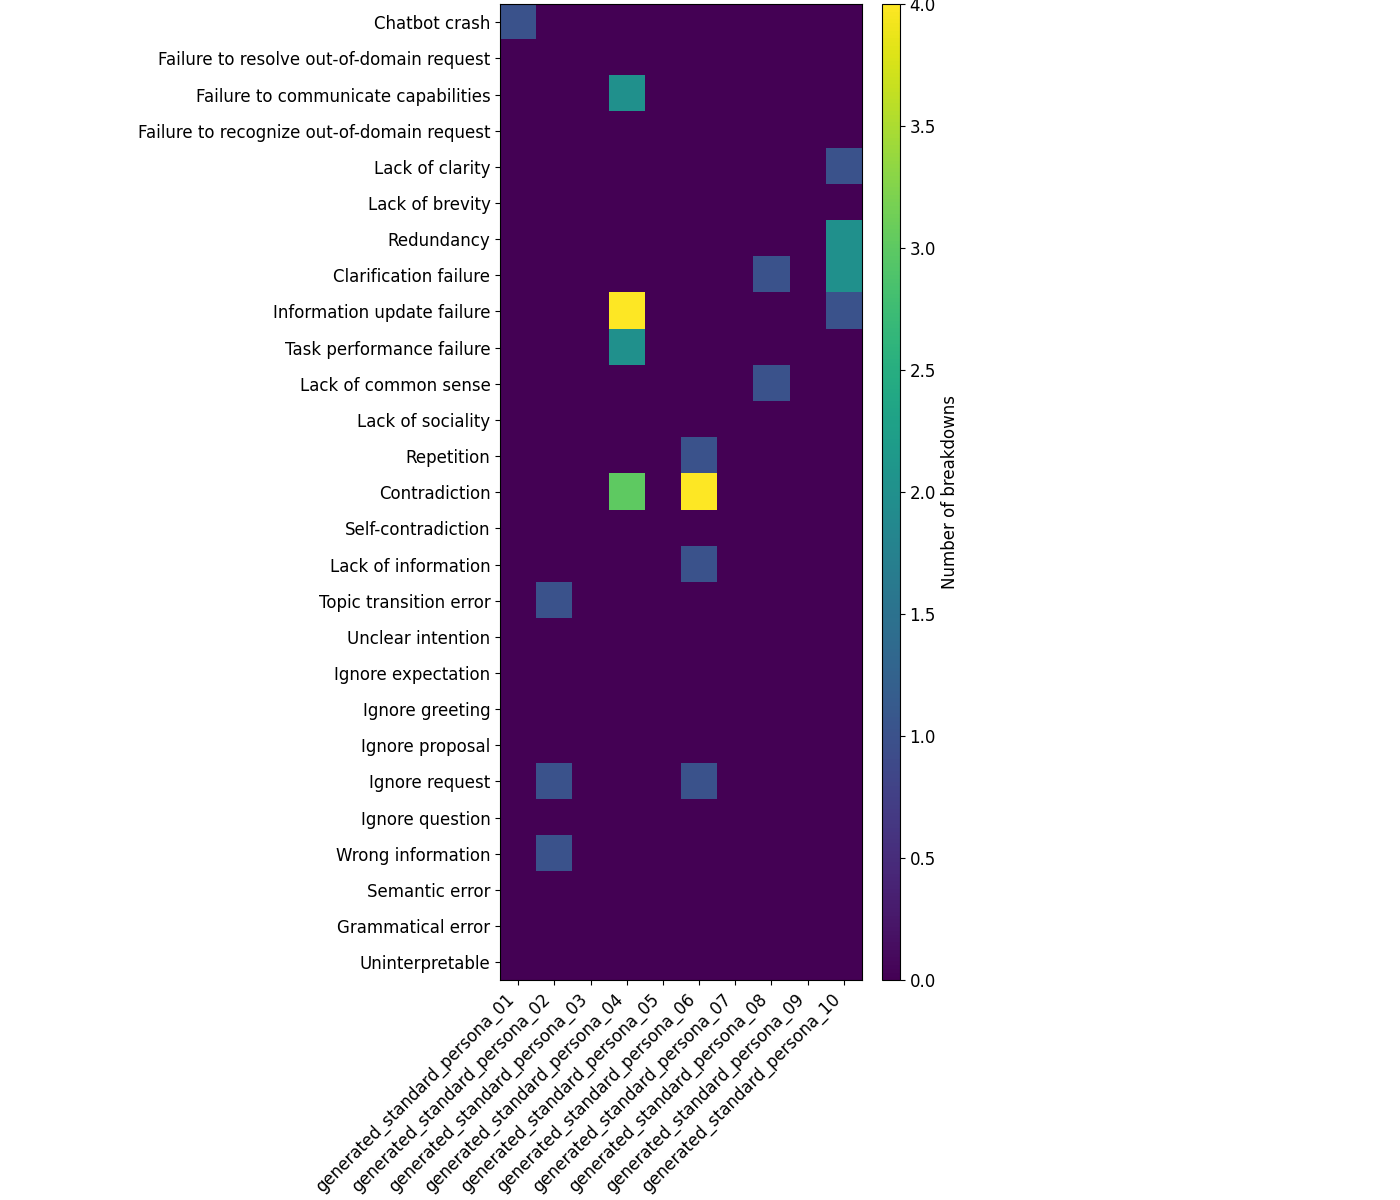 Chatbot crash
Failure to resolve out-of-domain request
Failure to communicate capabilities
Failure to recognize out-of-domain request
Lack of clarity
Lack of brevity
Redundancy
Clarification failure
Information update failure
Task performance failure
Lack of common sense
Lack of sociality
Repetition
Contradiction
Self-contradiction
Lack of information
Topic transition error
Unclear intention
Ignore expectation
Ignore greeting
Ignore proposal
Ignore request
Ignore question
Wrong information
Semantic error
Grammatical error
Uninterpretable
generated_standard_persona_01
generated_standard_persona_02
generated_standard_persona_03
generated_standard_persona_04
generated_standard_persona_05
generated_standard_persona_06
generated_standard_persona_07
generated_standard_persona_08
generated_standard_persona_09
generated_standard_persona_10
4.0
3.5
3.0
2.5
2.0
1.5
1.0
0.5
0.0
Number of breakdowns